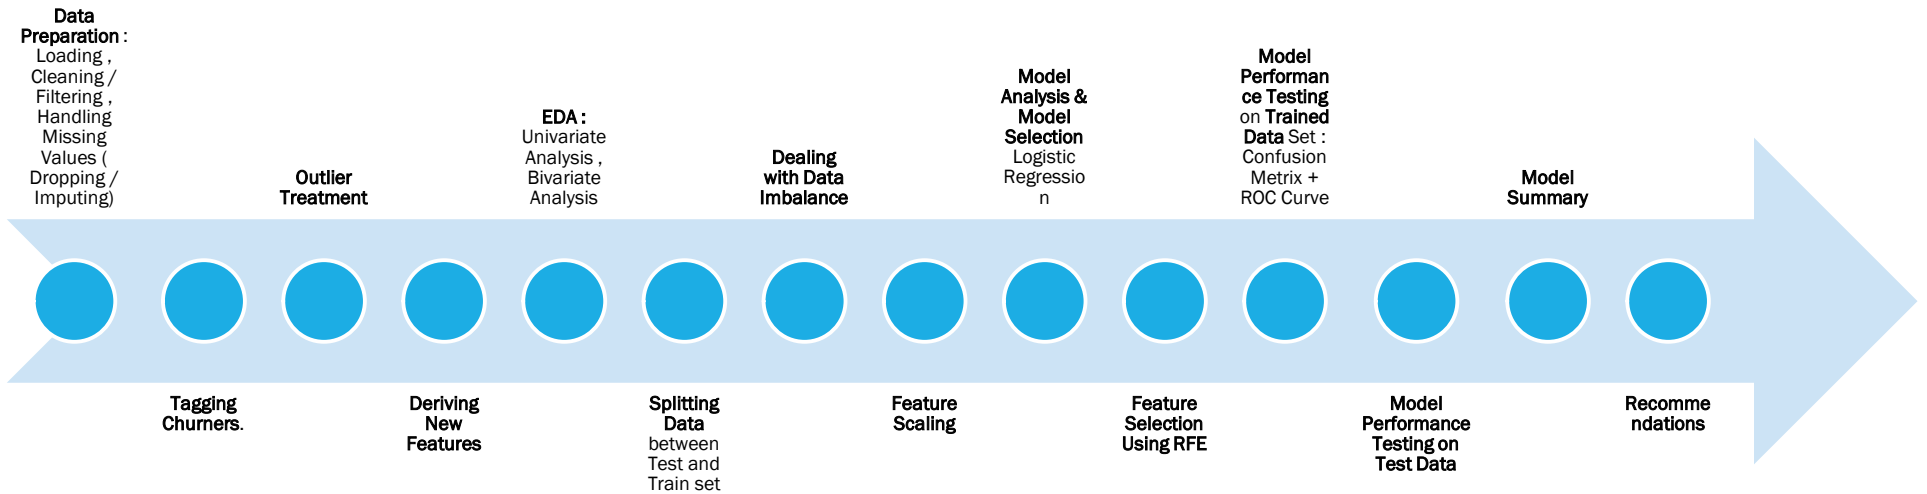 Data
Preparation :
Loading ,
Cleaning /
Filtering ,
Handling
Missing
Values (
Dropping /
Imputing)
Tagging
Churners.
Outlier
Treatment
Deriving
New
Features
EDA :
Univariate
Analysis ,
Bivariate
Analysis
Splitting
Data
between
Test and
Train set
Dealing
with Data
Imbalance
Feature
Scaling
Model
Analysis &
Model
Selection
Logistic
Regressio
n
Feature
Selection
Using RFE
Model
Performan
ce Testing
on Trained
Data Set :
Confusion
Metrix +
ROC Curve
Model
Performance
Testing on
Test Data
Model
Summary
Recomme
ndations